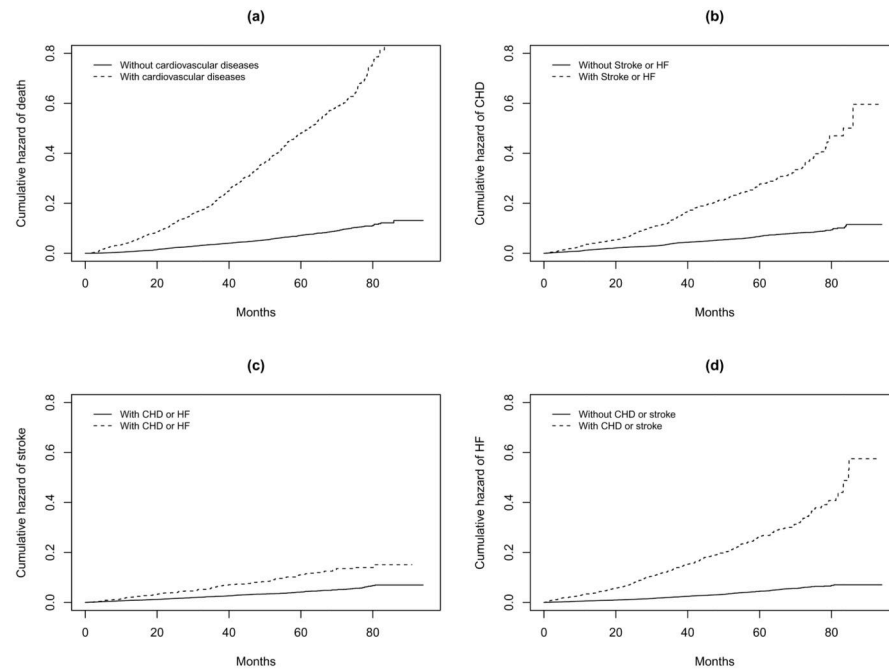 (a)
Without cardiovascular diseases
With cardiovascular diseases
Cumulative hazard of death
0.0
0.2
0.4
0.6
0.8
0
20
40
60
80
Months
(b)
Without Stroke or HF
With Stroke or HF
Cumulative hazard of CHD
0.0
0.2
0.4
0.6
0.8
0
20
40
60
80
Months
(c)
With CHD or HF
With CHD or HF
Cumulative hazard of stroke
0.0
0.2
0.4
0.6
0.8
0
20
40
60
80
Months
(d)
Without CHD or stroke
With CHD or stroke
Cumulative hazard of HF
0.0
0.2
0.4
0.6
0.8
0
20
40
60
80
Months